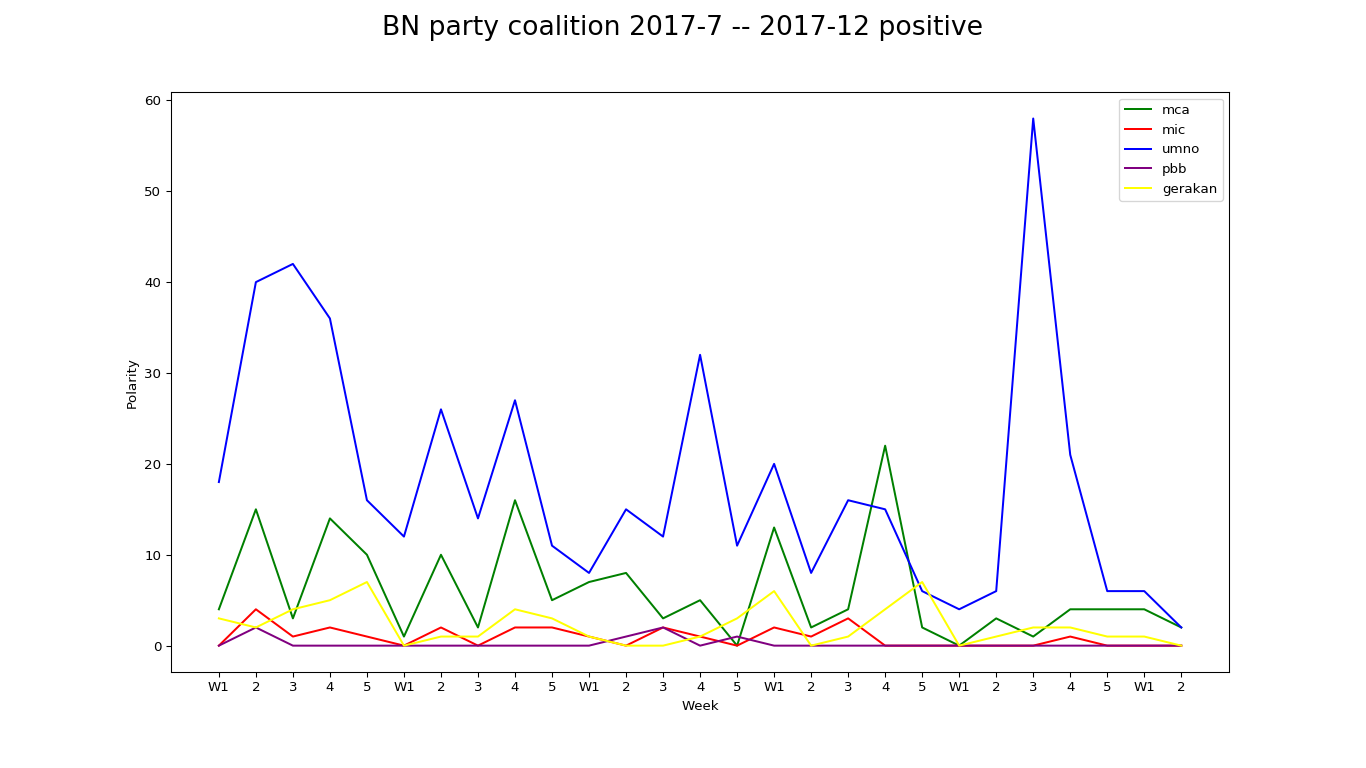 BN party coalition 2017-7 -- 2017-12 positive
60
50
40
30
20
10
0
Polarity
mca
mic
umno
pbb
gerakan
W1 2 3 4 5 W1 2 3 4 5 W1 2 3 4 5 W1 2 3 4 5 W1 2 3 4 5 W1 2
Week